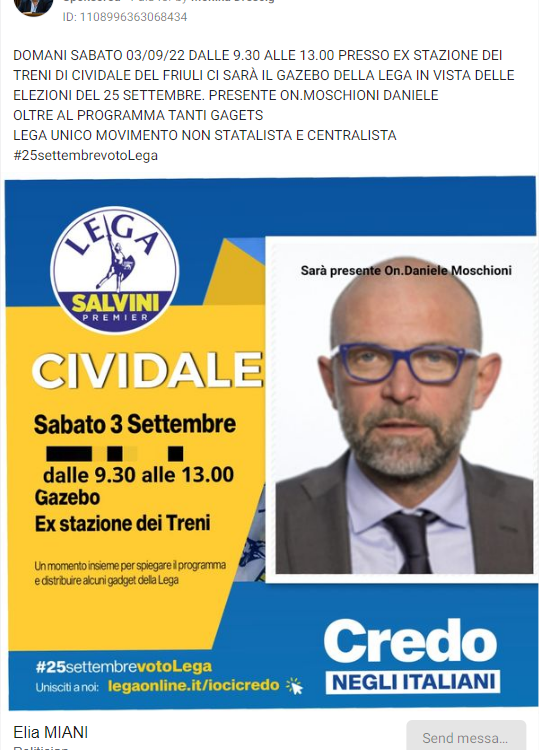 ID: 1108996363068434
DOMANI SABATO 03/09/22 DALLE 9.30 ALLE 13.00 PRESSO EX STAZIONE DEI
TRENI DI CIVIDALE DEL FRIULI CI SARÀ IL GAZEBO DELLA LEGA IN VISTA DELLE
ELEZIONI DEL 25 SETTEMBRE. PRESENTE ON.MOSCHIONI DANIELE
OLTRE AL PROGRAMMA TANTI GAGETS
LEGA UNICO MOVIMENTO NON STATALISTA E CENTRALISTA
#25settembrevotoLega
LEGA
SALVINI
PREMIER
Sarà presente On.Daniele Moschioni
CIVIDALE
Sabato 3 Settembre
dalle 9.30 alle 13.00
Gazebo
Ex stazione dei Treni
Un momento insieme per spiegare il programma
e distribuire alcuni gadget della Lega
Credo
NEGLI ITALIANI
#25settembrevotoLega
Unisciti a noi: legaonline.it/iocicredo
Elia MIANI
Send messa...